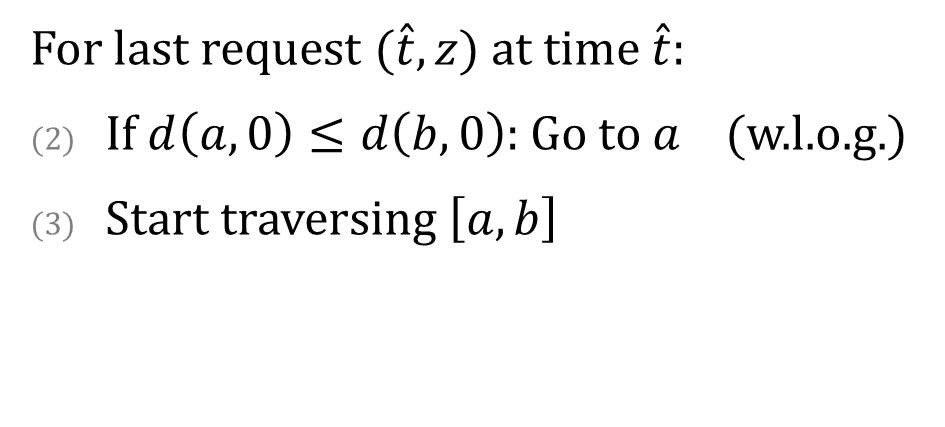 For last request (t̂, z) at time t̂:
(2) If d(a, 0) ≤ d(b, 0): Go to a (w.l.o.g.)
(3) Start traversing [a, b]